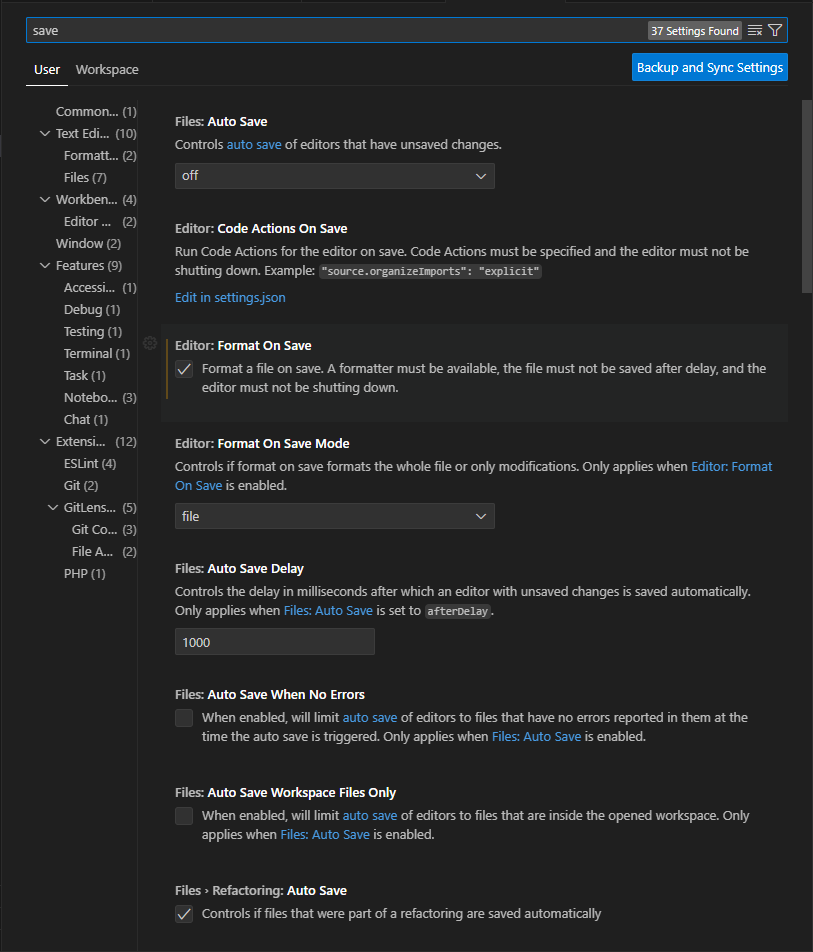 save
37 Settings Found
User
Workspace
Backup and Sync Settings
Common... (1)
Text Edi... (10)
Formatt... (2)
Files (7)
Workben... (4)
Editor ... (2)
Window (2)
Features (9)
Accessi... (1)
Debug (1)
Testing (1)
Terminal (1)
Task (1)
Notebo... (3)
Chat (1)
Extensi... (12)
ESLint (4)
Git (2)
GitLens... (5)
Git Co... (3)
File A... (2)
PHP (1)
Files: Auto Save
Controls auto save of editors that have unsaved changes.
off
Editor: Code Actions On Save
Run Code Actions for the editor on save. Code Actions must be specified and the editor must not be
shutting down. Example: "source.organizeImports": "explicit"
Edit in settings.json
Editor: Format On Save
Format a file on save. A formatter must be available, the file must not be saved after delay, and the
editor must not be shutting down.
Editor: Format On Save Mode
Controls if format on save formats the whole file or only modifications. Only applies when Editor: Format
On Save is enabled.
file
Files: Auto Save Delay
Controls the delay in milliseconds after which an editor with unsaved changes is saved automatically.
Only applies when Files: Auto Save is set to afterDelay.
1000
Files: Auto Save When No Errors
When enabled, will limit auto save of editors to files that have no errors reported in them at the
time the auto save is triggered. Only applies when Files: Auto Save is enabled.
Files: Auto Save Workspace Files Only
When enabled, will limit auto save of editors to files that are inside the opened workspace. Only
applies when Files: Auto Save is enabled.
Files › Refactoring: Auto Save
Controls if files that were part of a refactoring are saved automatically